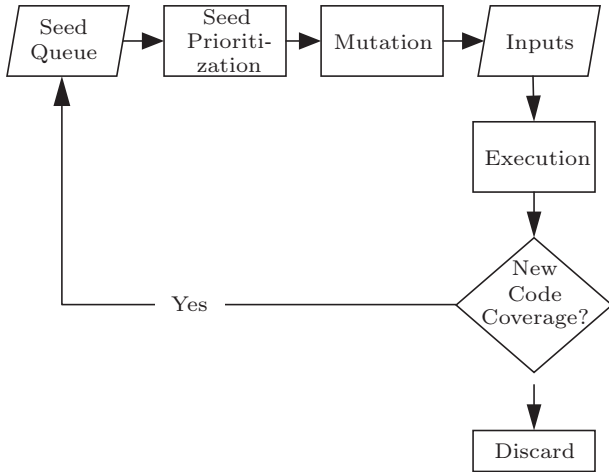 Seed
Queue
Seed
Prioriti-
zation
Mutation
Inputs
Execution
New
Code
Coverage?
Yes
Discard